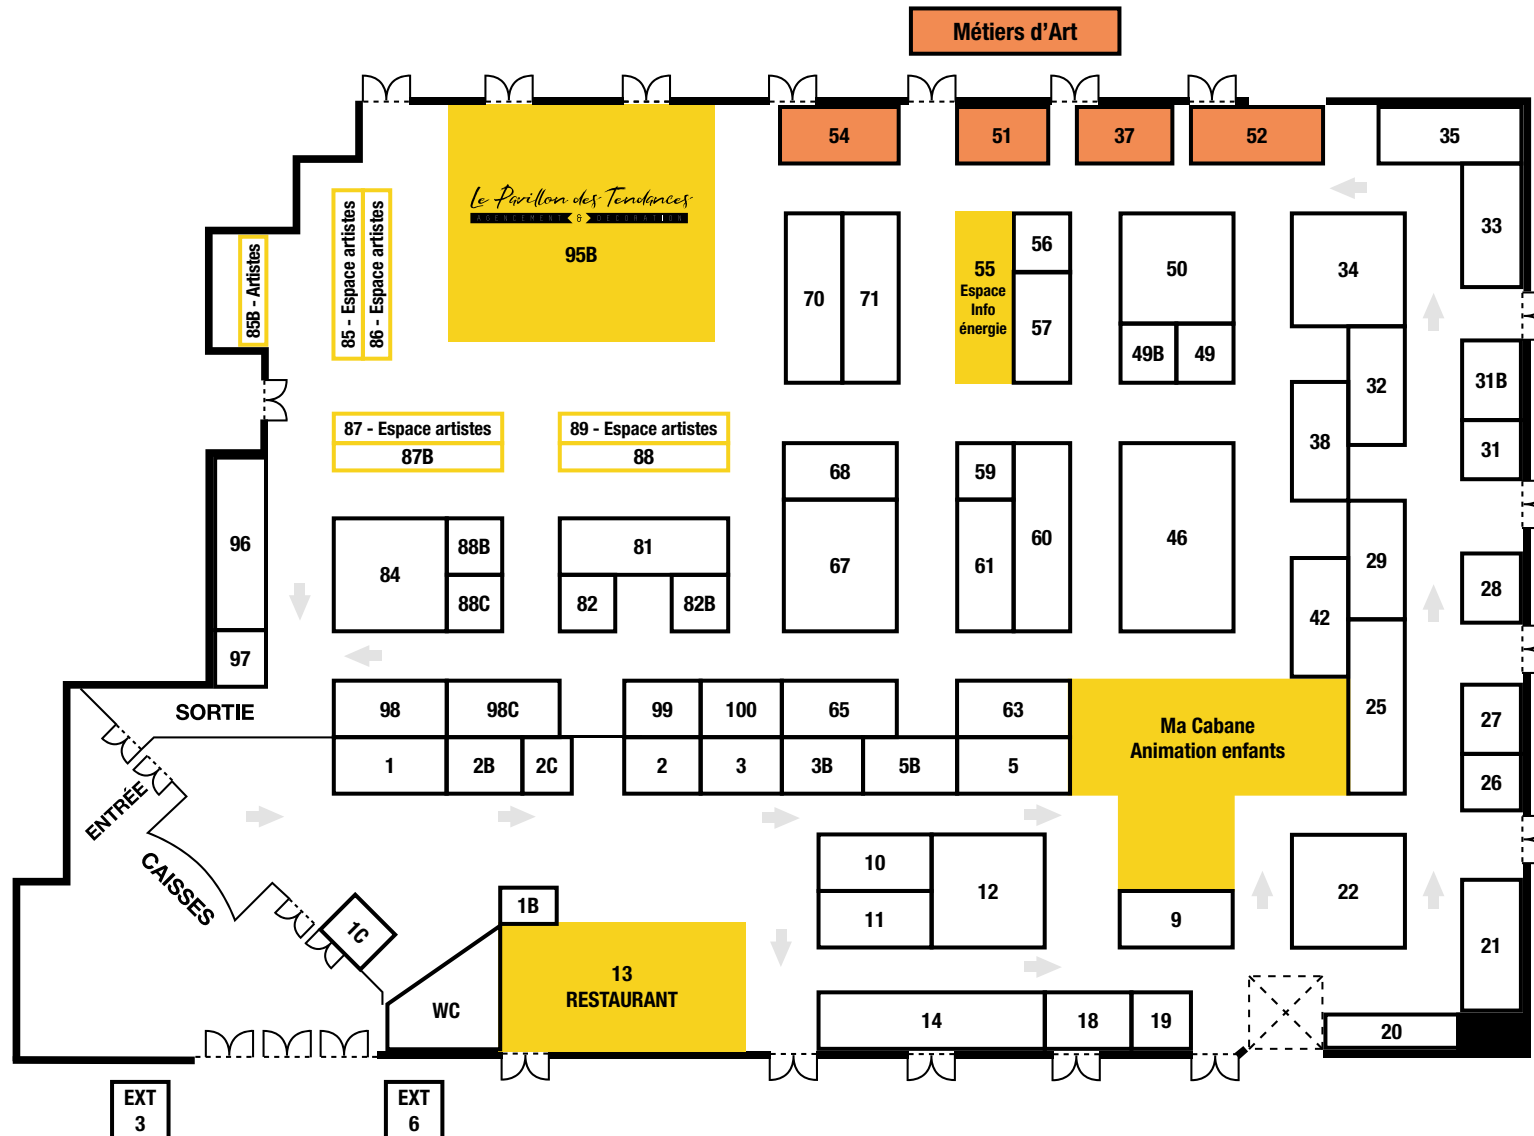 Métiers d'Art
54
51
37
52
35
33
Le Pavillon des Tendances
AGENCEMENT & DÉCORATION
95B
85B - Artistes
85 - Espace artistes
86 - Espace artistes
70
71
55
Espace
Info
énergie
56
57
50
49B
49
34
32
38
31B
31
87 - Espace artistes
87B
89 - Espace artistes
88
68
67
59
61
60
46
29
42
28
96
97
84
88B
88C
81
82
82B
SORTIE
98
98C
99
100
65
63
Ma Cabane
Animation enfants
25
27
26
1
2B
2C
2
3
3B
5B
5
ENTRÉE
CAISSES
10
11
12
9
22
21
1C
1B
WC
13
RESTAURANT
14
18
19
20
EXT
3
EXT
6